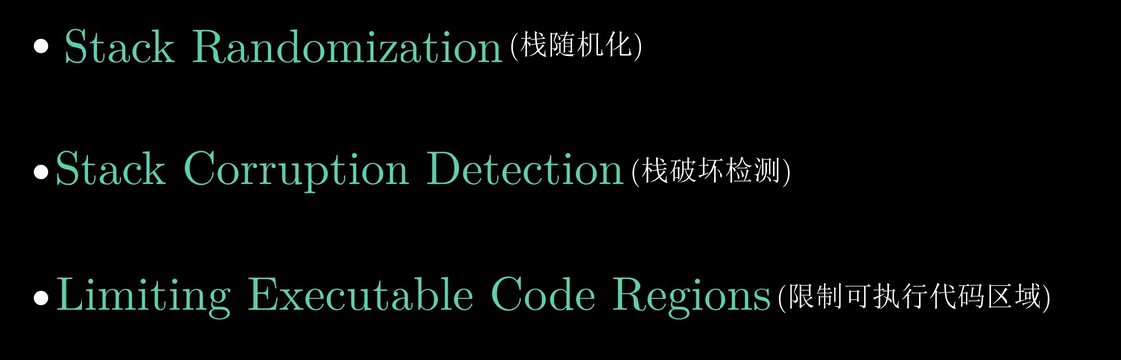 • Stack Randomization (栈随机化)
• Stack Corruption Detection (栈破坏检测)
• Limiting Executable Code Regions (限制可执行代码区域)